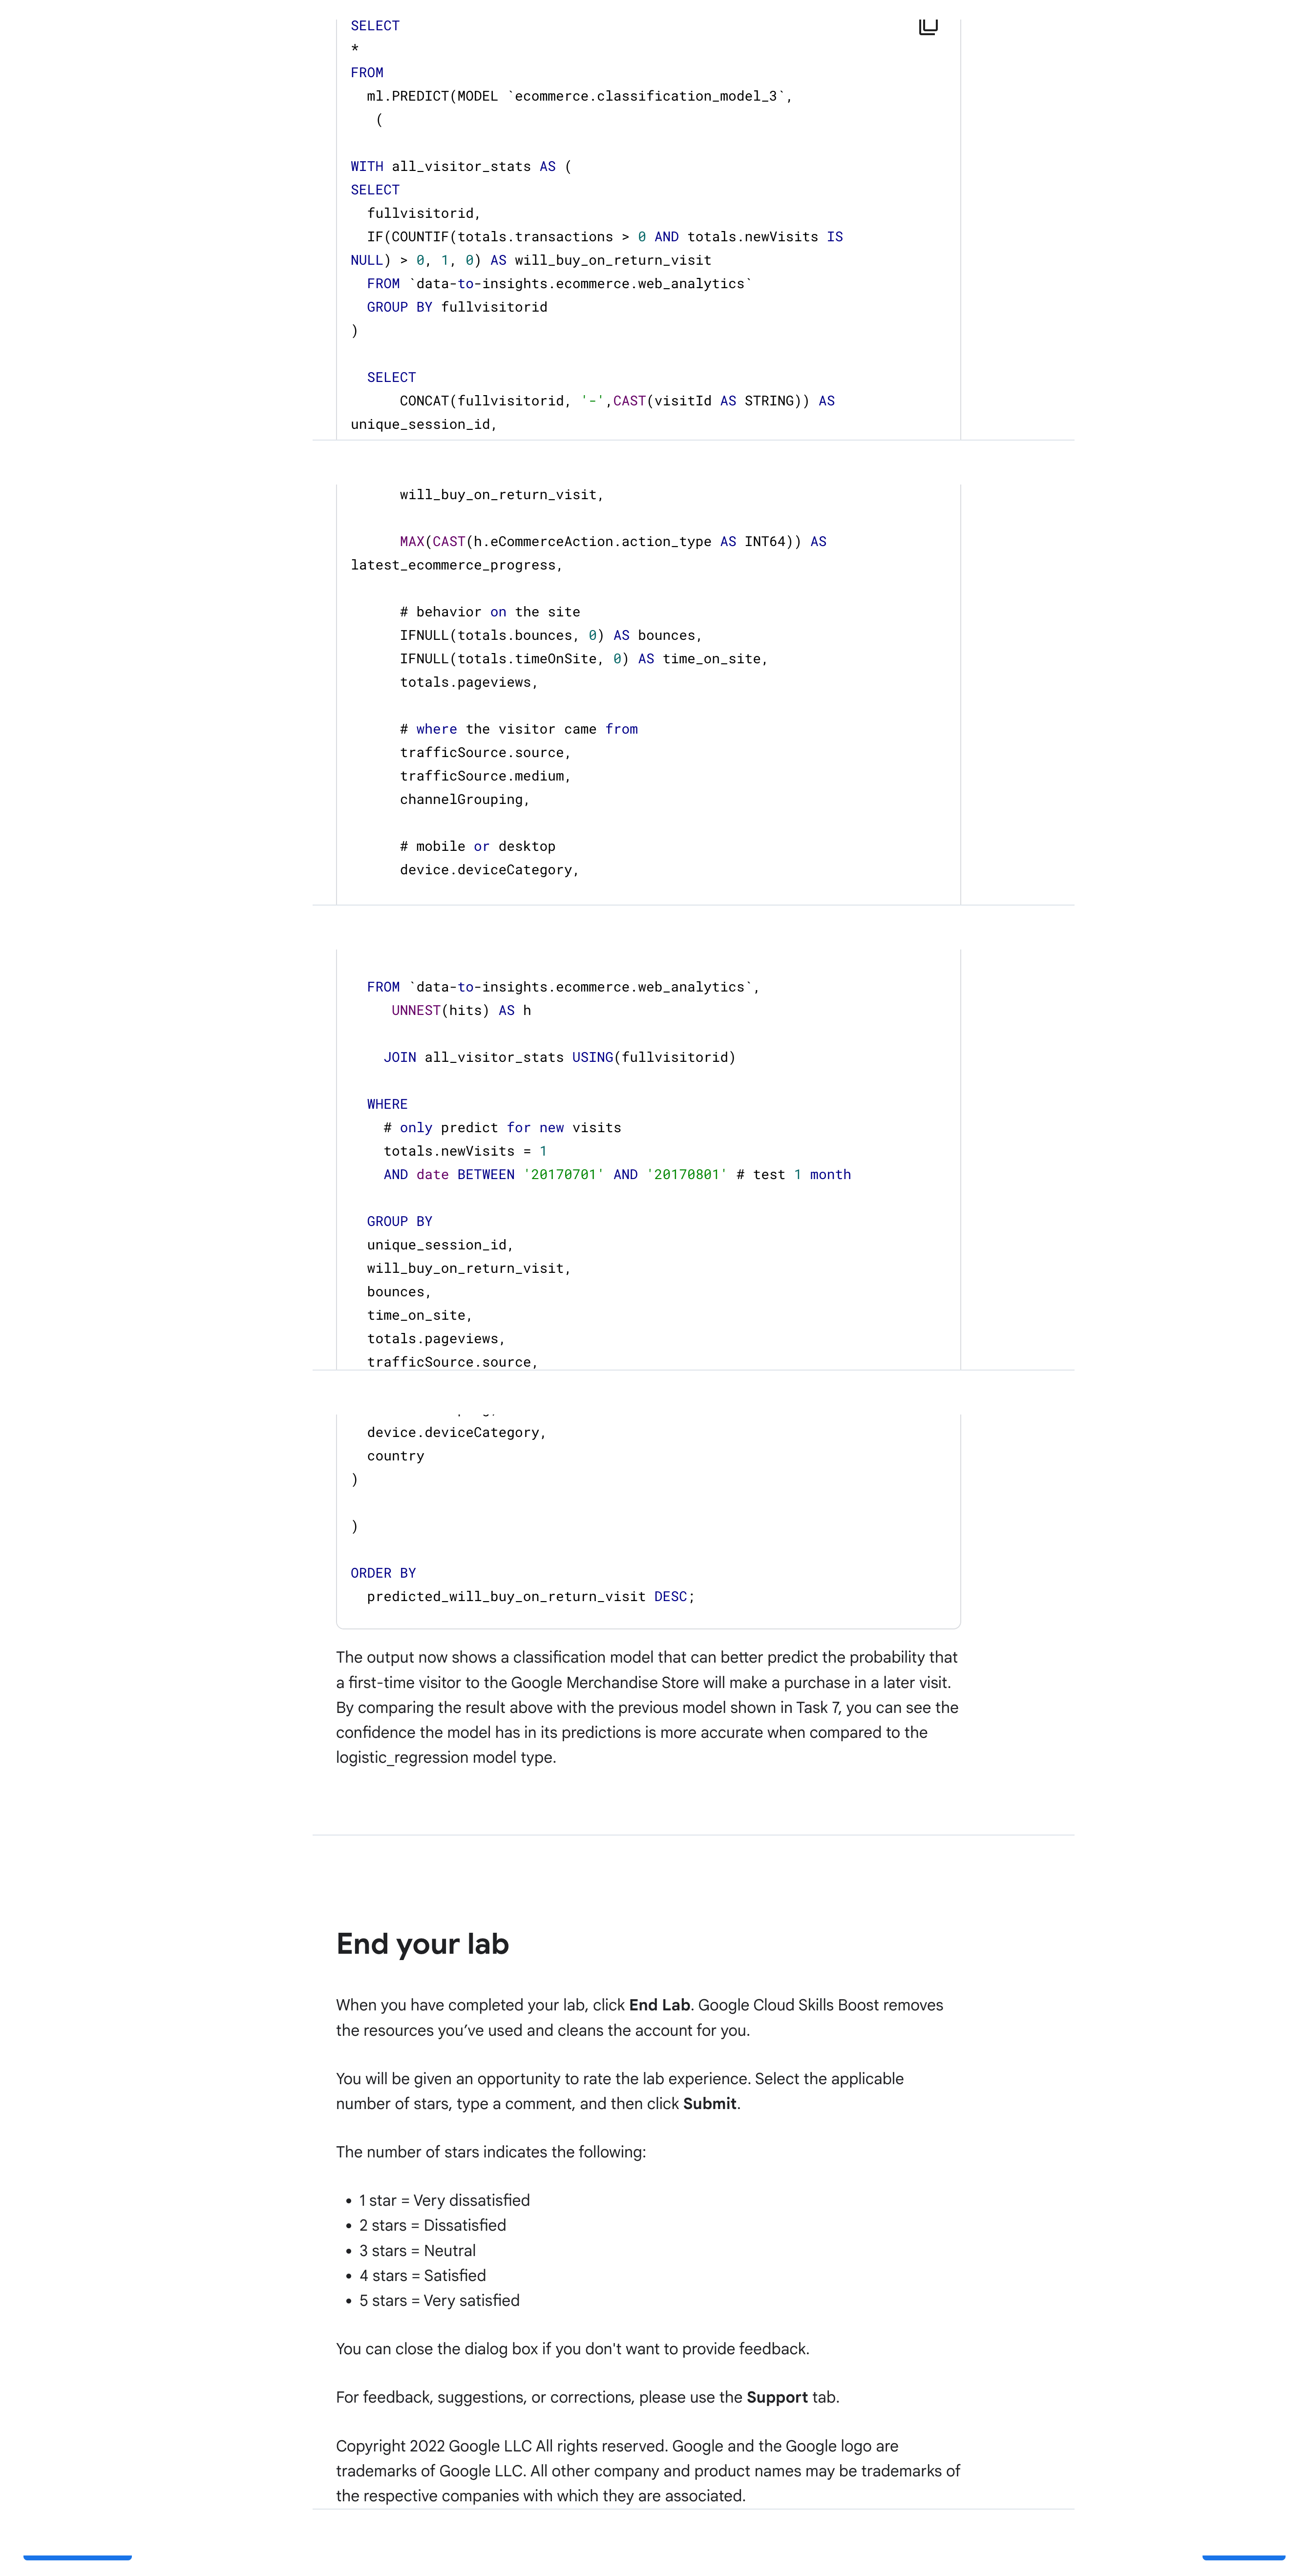 SELECT
*
FROM
  ml.PREDICT(MODEL `ecommerce.classification_model_3`,
   (
WITH all_visitor_stats AS (
SELECT
  fullvisitorid,
  IF(COUNTIF(totals.transactions > 0 AND totals.newVisits IS
NULL) > 0, 1, 0) AS will_buy_on_return_visit
  FROM `data-to-insights.ecommerce.web_analytics`
  GROUP BY fullvisitorid
)
  SELECT
      CONCAT(fullvisitorid, '-',CAST(visitId AS STRING)) AS
unique_session_id,
      will_buy_on_return_visit,
      MAX(CAST(h.eCommerceAction.action_type AS INT64)) AS
latest_ecommerce_progress,
      # behavior on the site
      IFNULL(totals.bounces, 0) AS bounces,
      IFNULL(totals.timeOnSite, 0) AS time_on_site,
      totals.pageviews,
      # where the visitor came from
      trafficSource.source,
      trafficSource.medium,
      channelGrouping,
      # mobile or desktop
      device.deviceCategory,
  FROM `data-to-insights.ecommerce.web_analytics`,
     UNNEST(hits) AS h
    JOIN all_visitor_stats USING(fullvisitorid)
  WHERE
    # only predict for new visits
    totals.newVisits = 1
    AND date BETWEEN '20170701' AND '20170801' # test 1 month
  GROUP BY
  unique_session_id,
  will_buy_on_return_visit,
  bounces,
  time_on_site,
  totals.pageviews,
  trafficSource.source,
  device.deviceCategory,
  country
)
)
ORDER BY
  predicted_will_buy_on_return_visit DESC;
The output now shows a classification model that can better predict the probability that
a first-time visitor to the Google Merchandise Store will make a purchase in a later visit.
By comparing the result above with the previous model shown in Task 7, you can see the
confidence the model has in its predictions is more accurate when compared to the
logistic_regression model type.
End your lab
When you have completed your lab, click End Lab. Google Cloud Skills Boost removes
the resources you’ve used and cleans the account for you.
You will be given an opportunity to rate the lab experience. Select the applicable
number of stars, type a comment, and then click Submit.
The number of stars indicates the following:
• 1 star = Very dissatisfied
• 2 stars = Dissatisfied
• 3 stars = Neutral
• 4 stars = Satisfied
• 5 stars = Very satisfied
You can close the dialog box if you don't want to provide feedback.
For feedback, suggestions, or corrections, please use the Support tab.
Copyright 2022 Google LLC All rights reserved. Google and the Google logo are
trademarks of Google LLC. All other company and product names may be trademarks of
the respective companies with which they are associated.